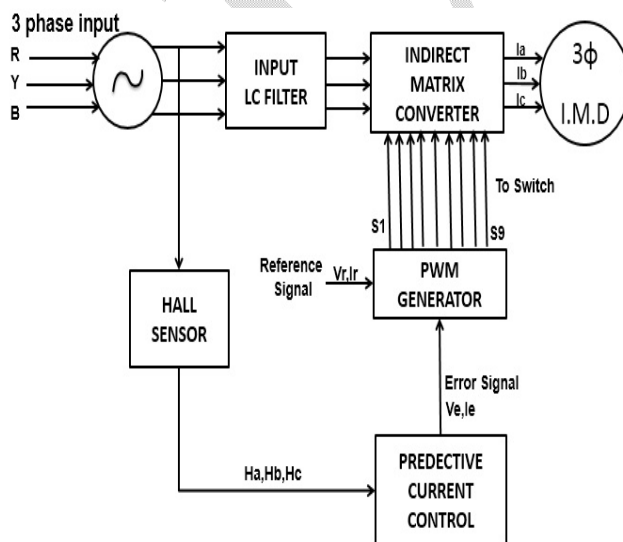 3 phase input
R
Y
B
INPUT
LC FILTER
INDIRECT
MATRIX
CONVERTER
Ia
Ib
Ic
3ϕ
I.M.D
To Switch
S1
S9
Reference
Signal
Vr,Ir
PWM
GENERATOR
HALL
SENSOR
Error Signal
Ve,Ie
Ha,Hb,Hc
PREDECTIVE
CURRENT
CONTROL